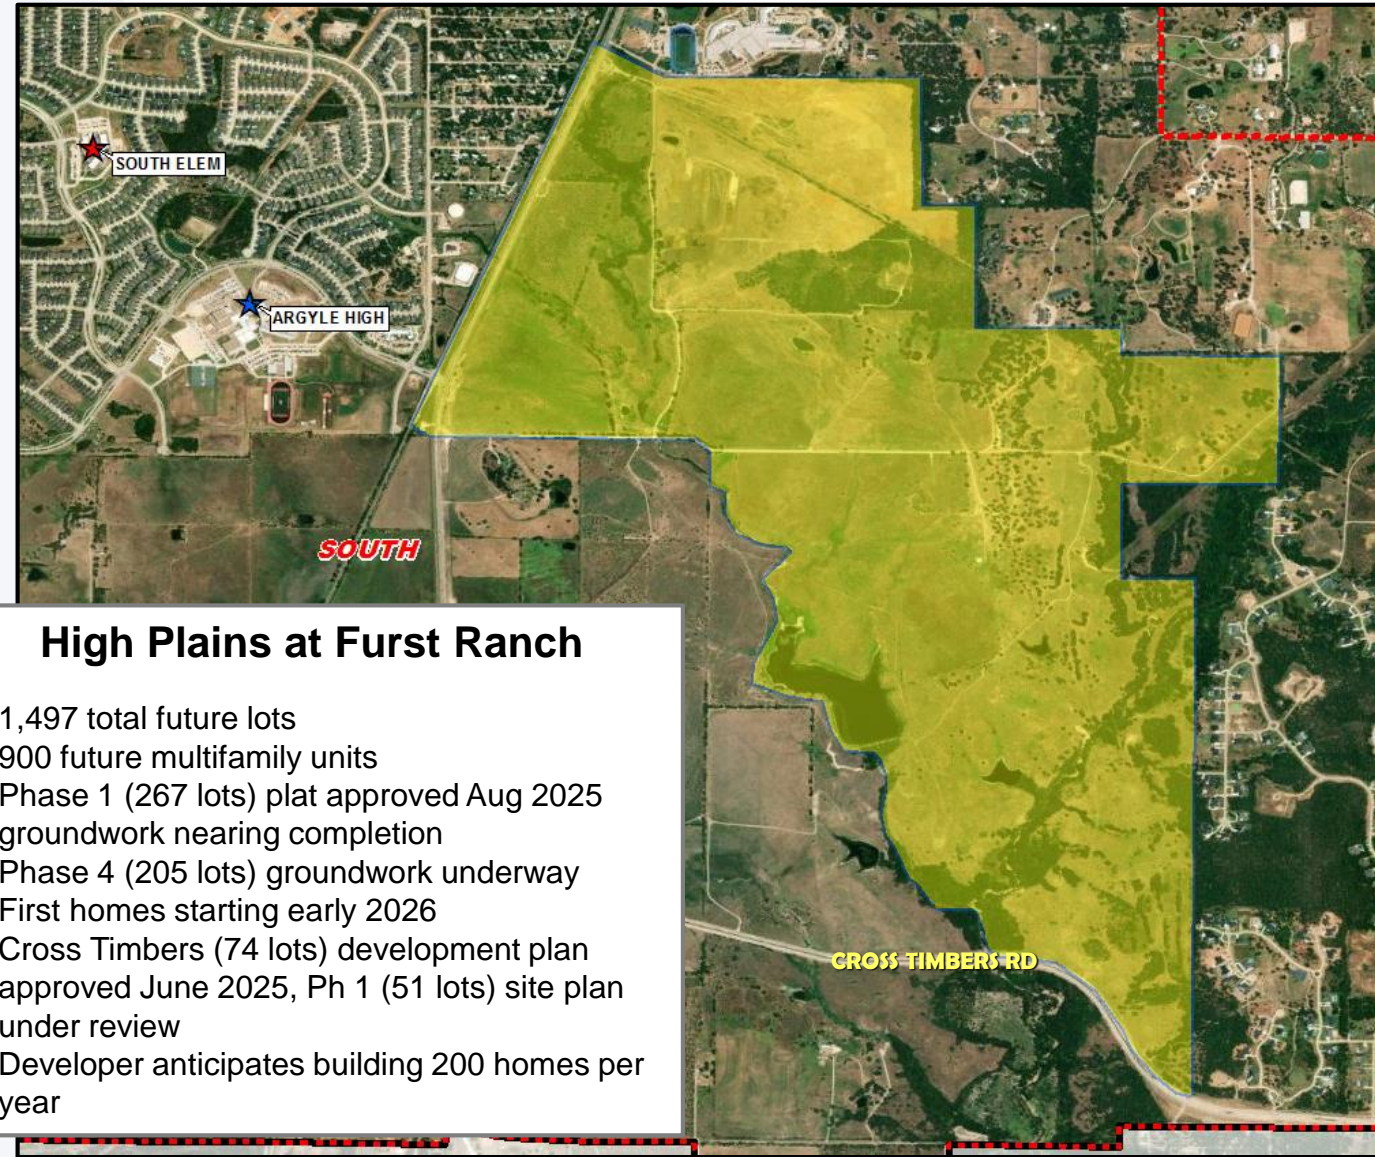 SOUTH ELEM
ARGYLE HIGH
SOUTH
High Plains at Furst Ranch
1,497 total future lots
900 future multifamily units
Phase 1 (267 lots) plat approved Aug 2025
groundwork nearing completion
Phase 4 (205 lots) groundwork underway
First homes starting early 2026
Cross Timbers (74 lots) development plan
approved June 2025, Ph 1 (51 lots) site plan
under review
Developer anticipates building 200 homes per
year
CROSS TIMBERS RD